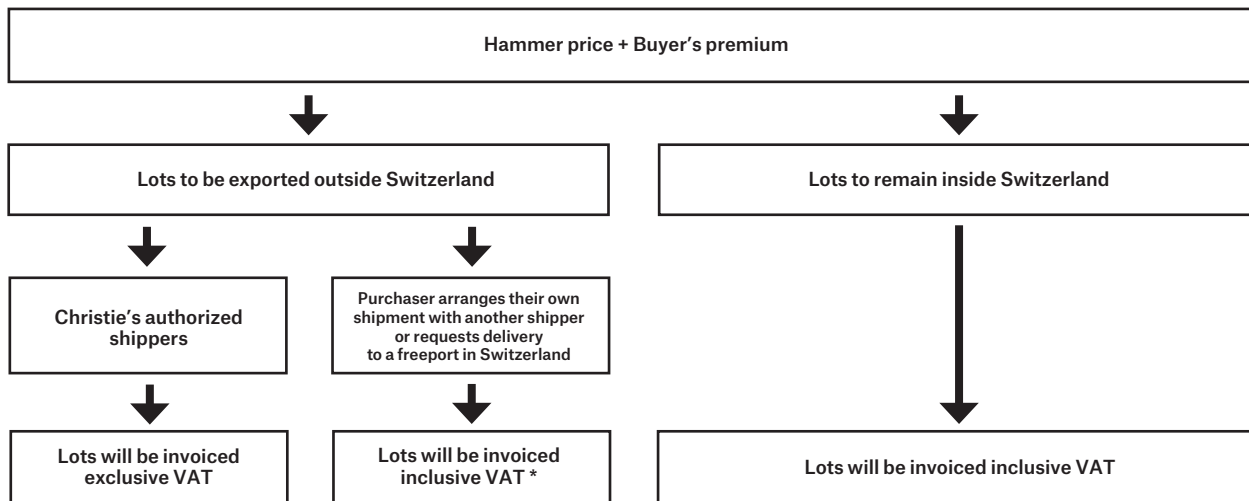 Hammer price + Buyer's premium
Lots to be exported outside Switzerland
Lots to remain inside Switzerland
Christie's authorized
shippers
Purchaser arranges their own
shipment with another shipper
or requests delivery
to a freeport in Switzerland
Lots will be invoiced
exclusive VAT
Lots will be invoiced
inclusive VAT *
Lots will be invoiced inclusive VAT